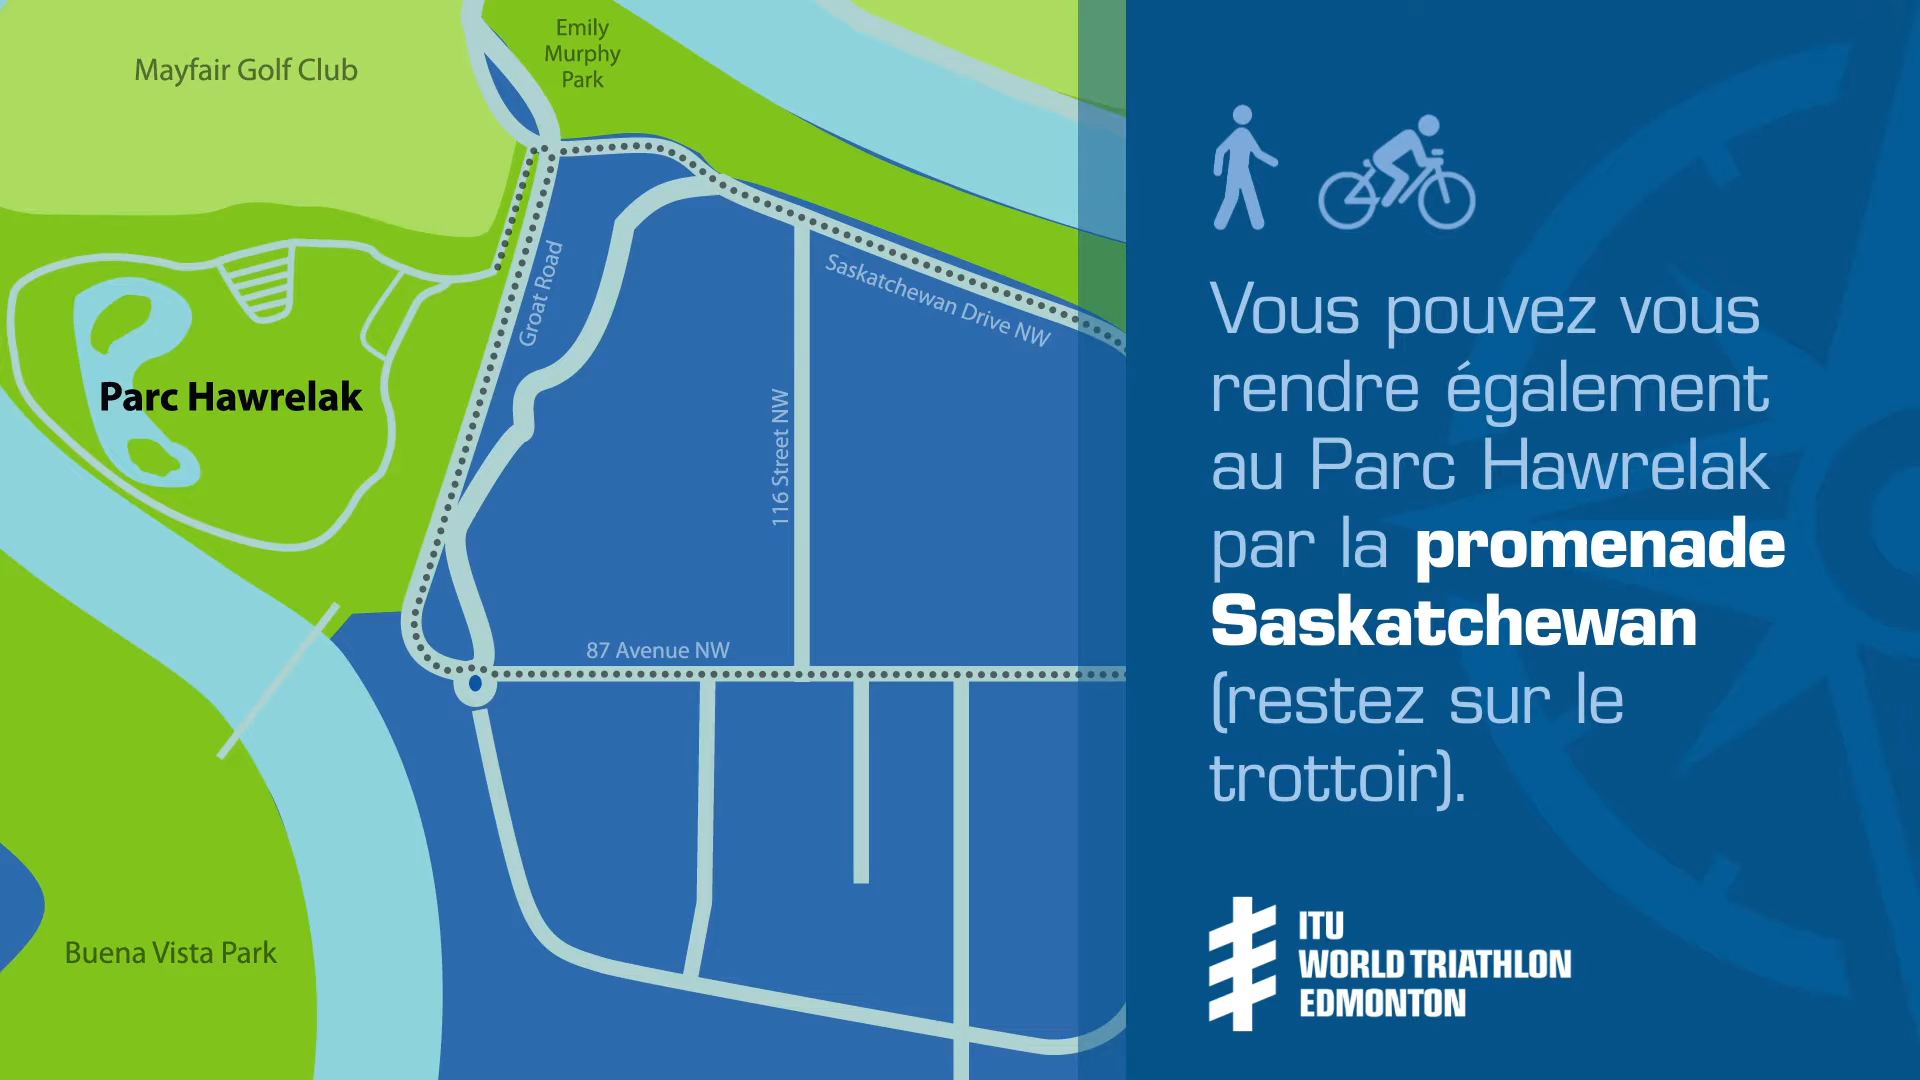 Mayfair Golf Club
Emily
Murphy
Park
Groat Road
Saskatchewan Drive NW
Parc Hawrelak
116 Street NW
87 Avenue NW
Buena Vista Park
Vous pouvez vous
rendre également
au Parc Hawrelak
par la promenade
Saskatchewan
(restez sur le
trottoir).
ITU
WORLD TRIATHLON
EDMONTON